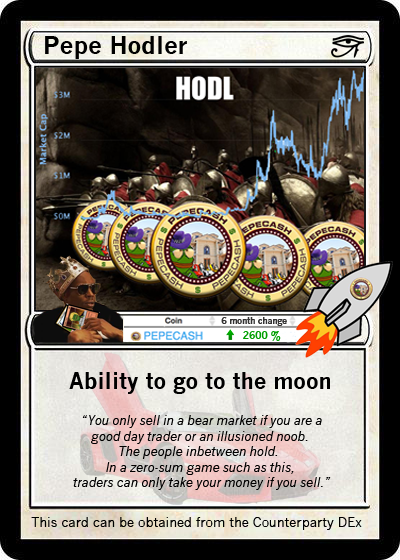 Pepe Hodler
HODL
$3M
$2M
$1M
$0M
Market Cap
PEPECASH
PEPECASH
PEPECASH
PEPECASH
PEPECASH
Coin 6 month change
PEPECASH 2600 %
Ability to go to the moon
“You only sell in a bear market if you are a
good day trader or an illusioned noob.
The people inbetween hold.
In a zero-sum game such as this,
traders can only take your money if you sell.”
This card can be obtained from the Counterparty DEx